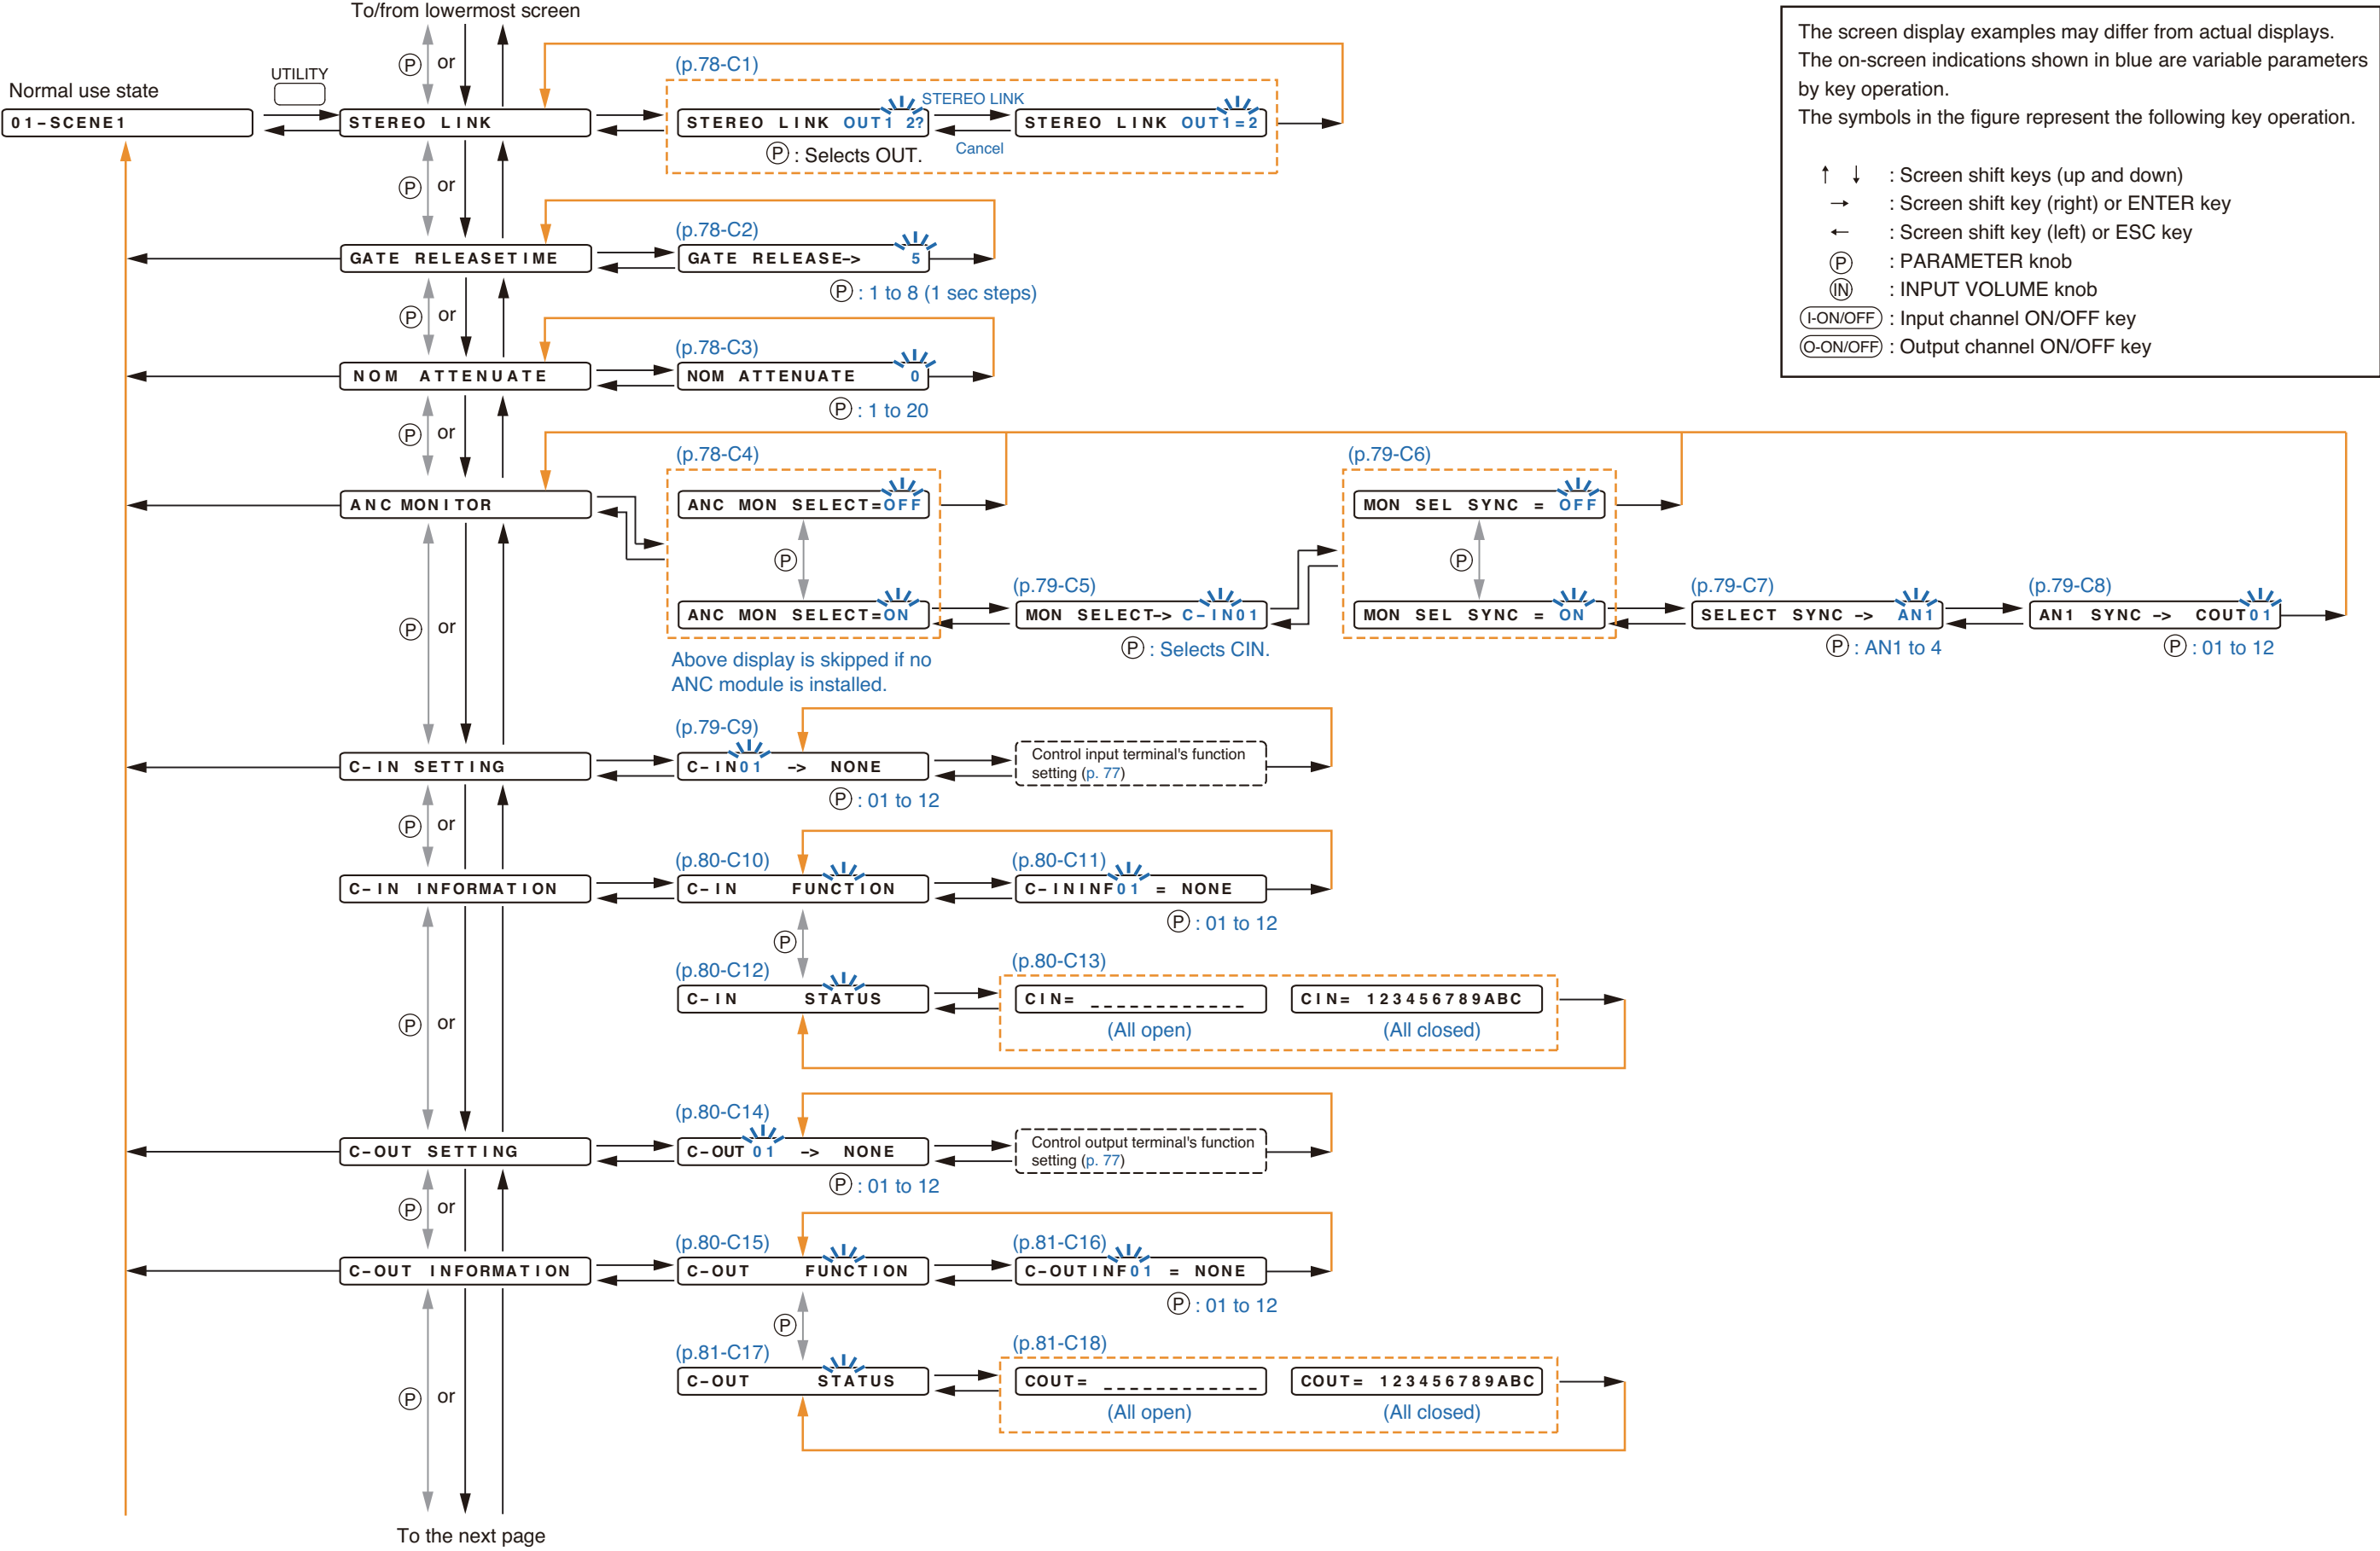 To/from lowermost screen
P or
Normal use state
UTILITY
01-SCENE1
STEREO LINK
(p.78-C1)
STEREO LINK OUT1 2?
STEREO LINK
Cancel
STEREO LINK OUT1=2
P : Selects OUT.
The screen display examples may differ from actual displays.
The on-screen indications shown in blue are variable parameters
by key operation.
The symbols in the figure represent the following key operation.
↑ ↓ : Screen shift keys (up and down)
→ : Screen shift key (right) or ENTER key
← : Screen shift key (left) or ESC key
P : PARAMETER knob
IN : INPUT VOLUME knob
I-ON/OFF : Input channel ON/OFF key
O-ON/OFF : Output channel ON/OFF key
P or
(p.78-C2)
GATE RELEASETIME
GATE RELEASE-> 5
P : 1 to 8 (1 sec steps)
P or
(p.78-C3)
NOM ATTENUATE
NOM ATTENUATE 0
P : 1 to 20
P or
(p.78-C4)
ANC MONITOR
ANC MON SELECT=OFF
P
ANC MON SELECT=ON
Above display is skipped if no
ANC module is installed.
(p.79-C5)
MON SELECT-> C-IN01
P : Selects CIN.
(p.79-C6)
MON SEL SYNC = OFF
P
MON SEL SYNC = ON
(p.79-C7)
SELECT SYNC -> AN1
P : AN1 to 4
(p.79-C8)
AN1 SYNC -> COUT01
P : 01 to 12
P or
(p.79-C9)
C-IN SETTING
C-IN01 -> NONE
Control input terminal's function
setting (p. 77)
P : 01 to 12
P or
(p.80-C10)
C-IN INFORMATION
C-IN FUNCTION
(p.80-C11)
C-ININF01 = NONE
P : 01 to 12
P
(p.80-C12)
C-IN STATUS
(p.80-C13)
CIN= ____________
(All open)
CIN= 123456789ABC
(All closed)
P or
(p.80-C14)
C-OUT SETTING
C-OUT 01 -> NONE
Control output terminal's function
setting (p. 77)
P : 01 to 12
P or
(p.80-C15)
C-OUT INFORMATION
C-OUT FUNCTION
(p.81-C16)
C-OUTINF01 = NONE
P : 01 to 12
P
(p.81-C17)
C-OUT STATUS
(p.81-C18)
COUT= ____________
(All open)
COUT= 123456789ABC
(All closed)
P or
To the next page